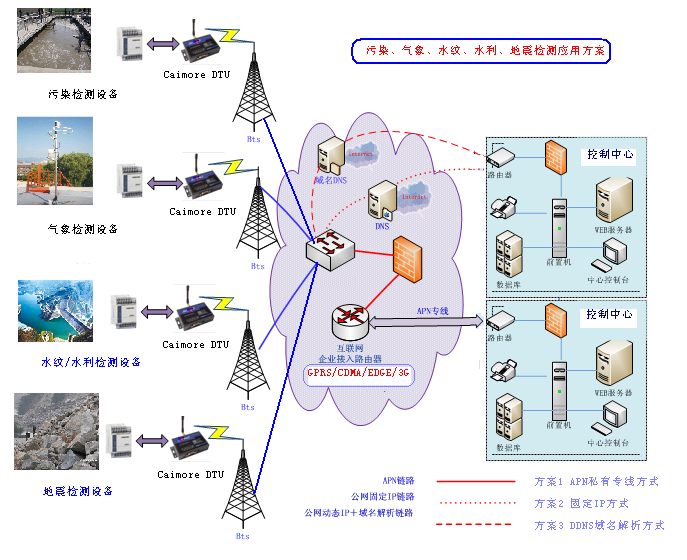 污染、气象、水纹、水利、地震检测应用方案
Caimore DTU
污染检测设备
Bts
Internet
域名DNS
控制中心
路由器
Caimore DTU
气象检测设备
Bts
Internet
DNS
WEB服务器
前置机
数据库
中心控制台
APN专线
控制中心
路由器
Caimore DTU
水纹/水利检测设备
Bts
互联网
企业接入路由器
GPRS/CDMA/EDGE/3G
WEB服务器
前置机
数据库
中心控制台
Caimore DTU
地震检测设备
Bts
APN链路
方案1 APN私有专线方式
公网固定IP链路
方案2 固定IP方式
公网动态IP+域名解析链路
方案3 DDNS域名解析方式